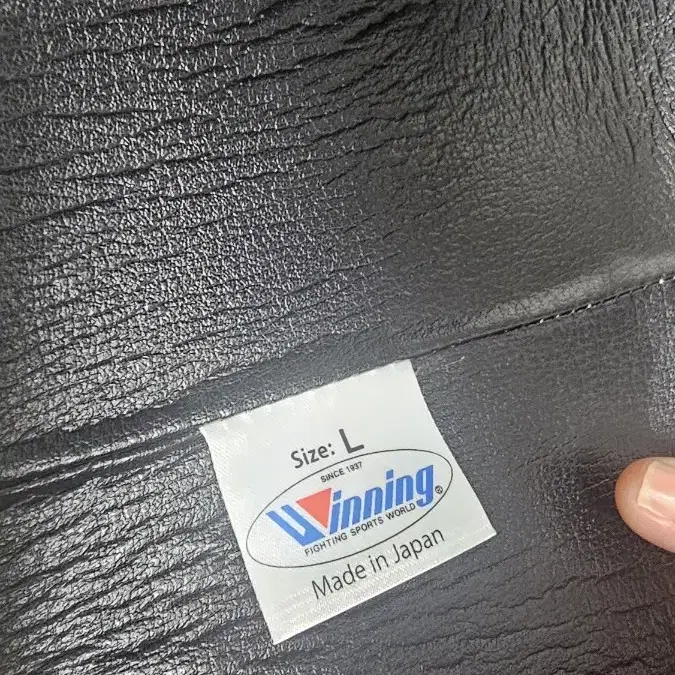 Size: L
SINCE 1937
Winning®
FIGHTING SPORTS WORLD
Made in Japan